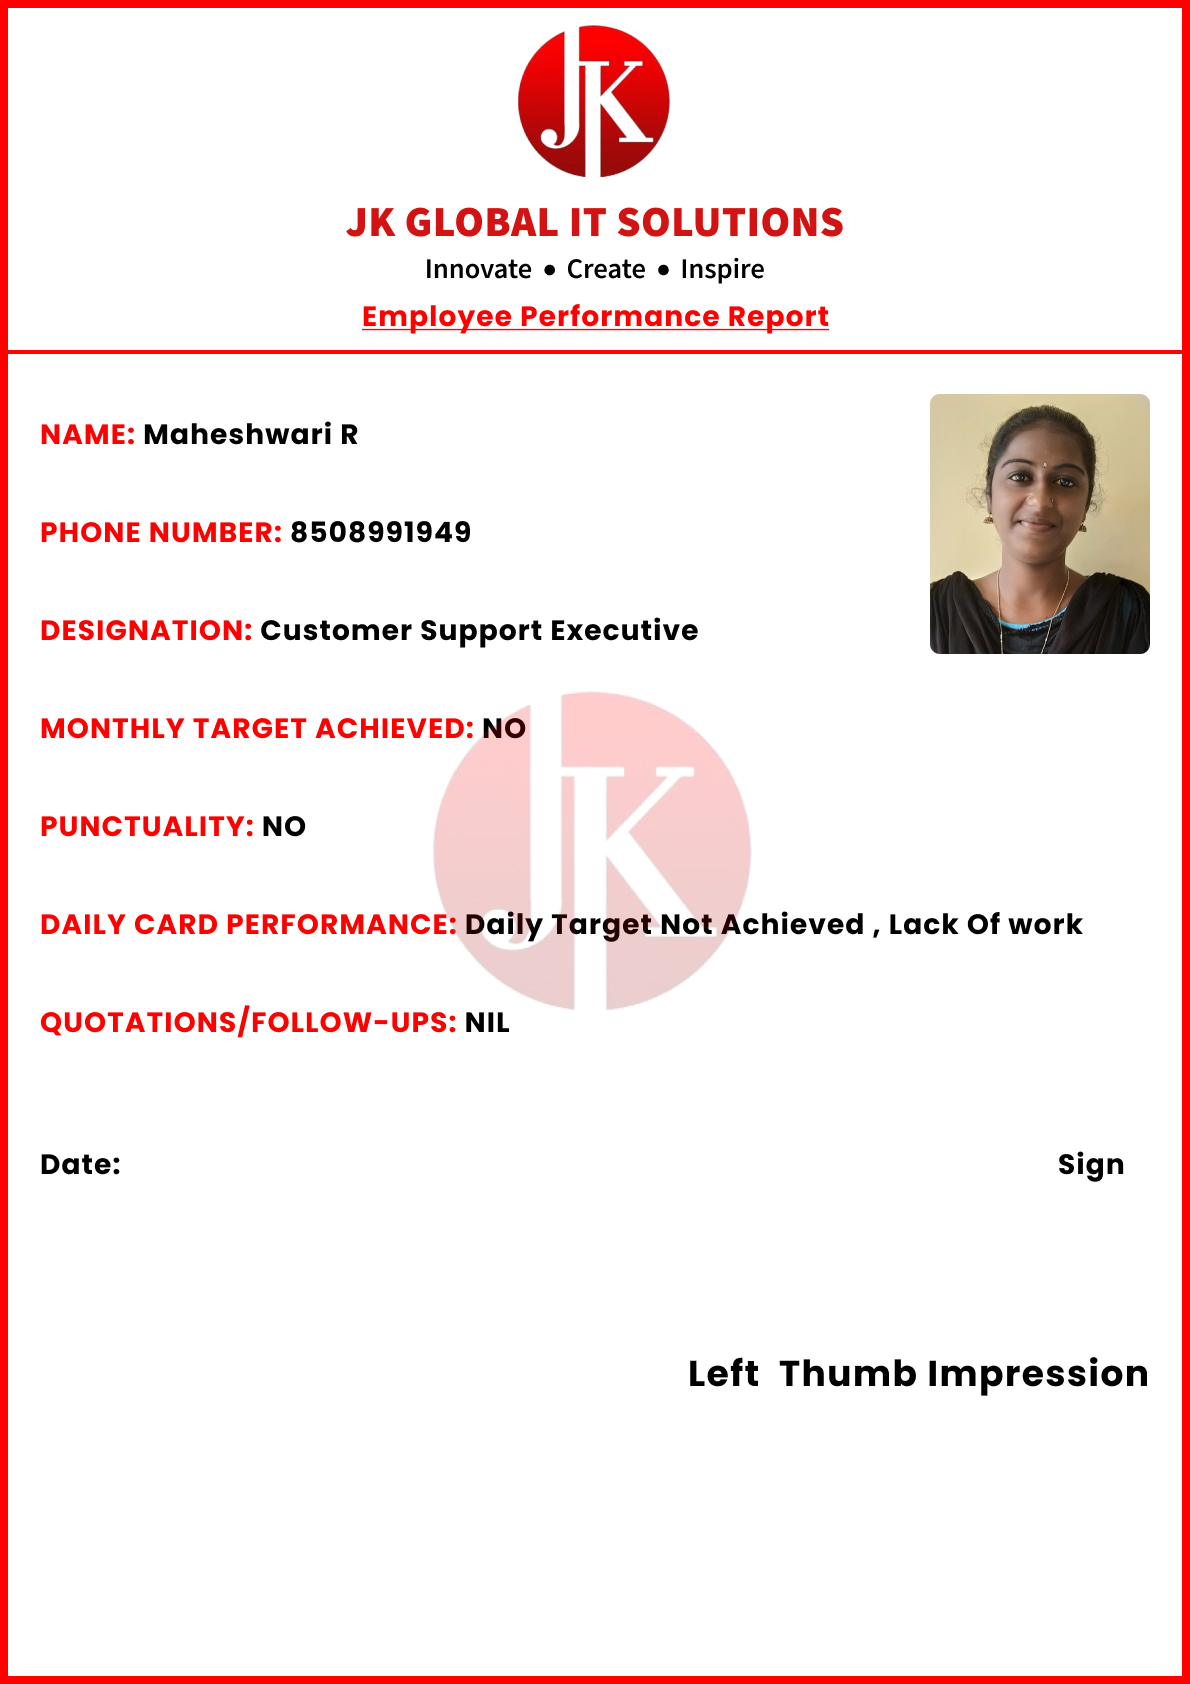 JK
JK GLOBAL IT SOLUTIONS
Innovate ● Create ● Inspire
Employee Performance Report
NAME: Maheshwari R
PHONE NUMBER: 8508991949
DESIGNATION: Customer Support Executive
MONTHLY TARGET ACHIEVED: NO
JK
PUNCTUALITY: NO
DAILY CARD PERFORMANCE: Daily Target Not Achieved , Lack Of work
QUOTATIONS/FOLLOW-UPS: NIL
Date:
Sign
Left  Thumb Impression